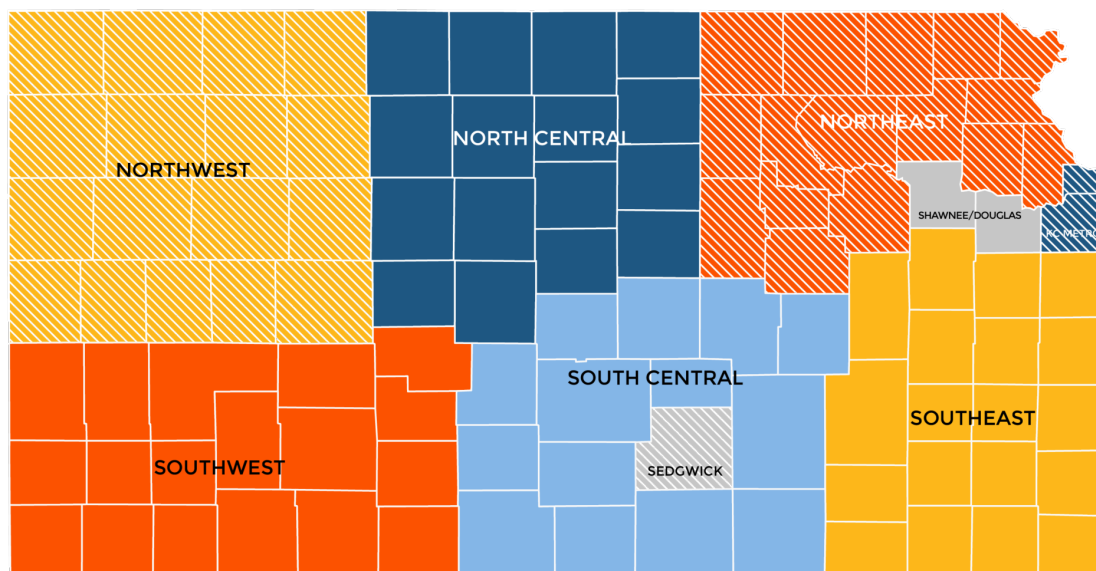 NORTH CENTRAL
NORTHEAST
NORTHWEST
SHAWNEE/DOUGLAS
KC METRO
SOUTH CENTRAL
SOUTHEAST
SOUTHWEST
SEDGWICK